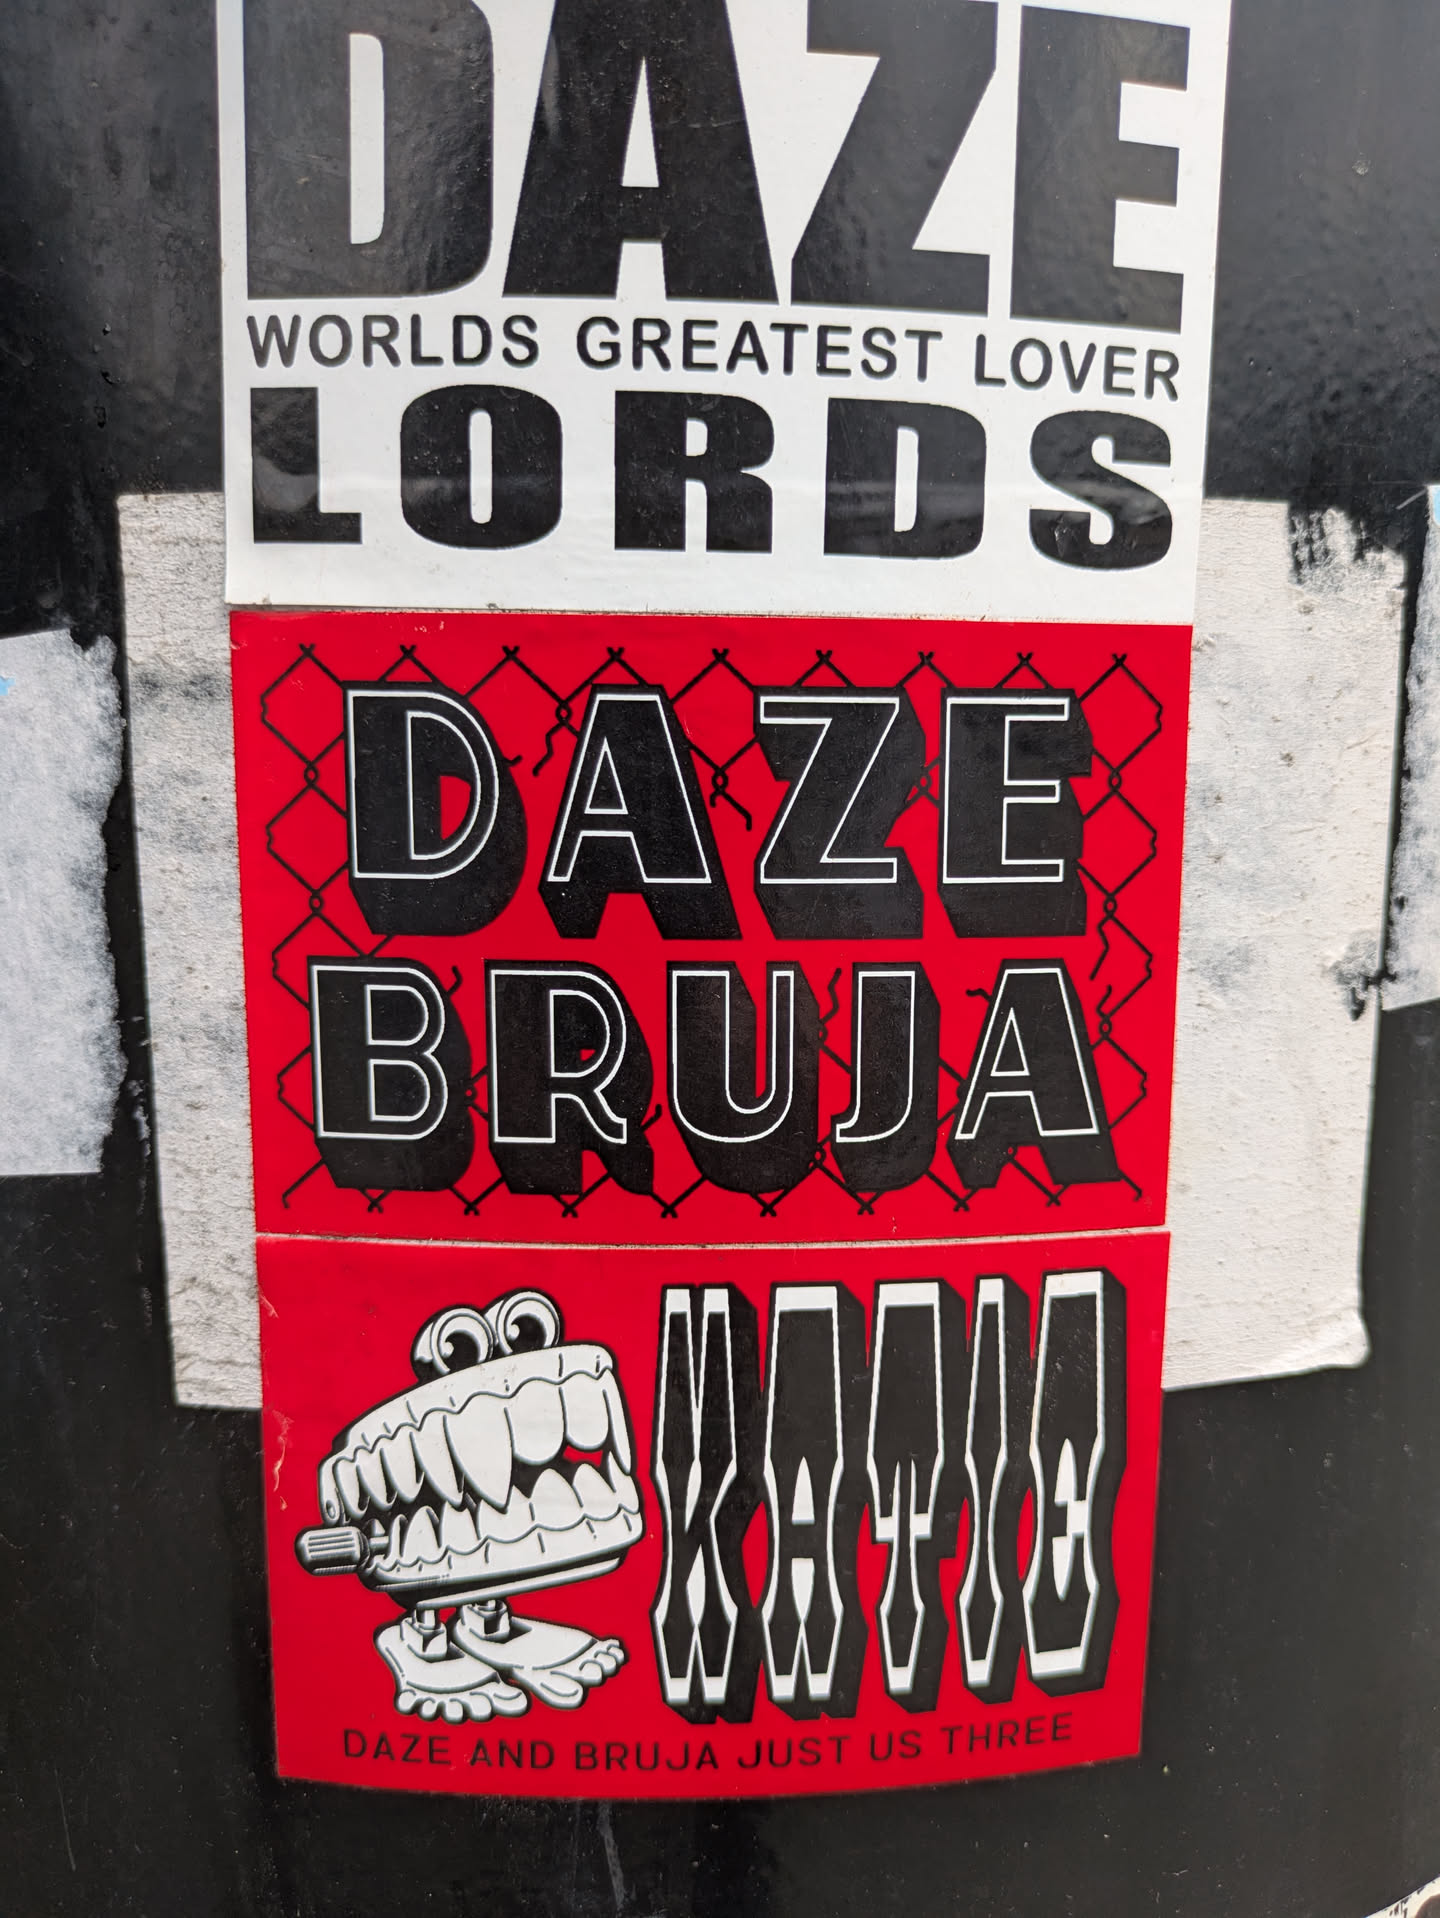 DAZE
WORLDS GREATEST LOVER
LORDS
DAZE
BRUJA
KATIE
DAZE AND BRUJA JUST US THREE